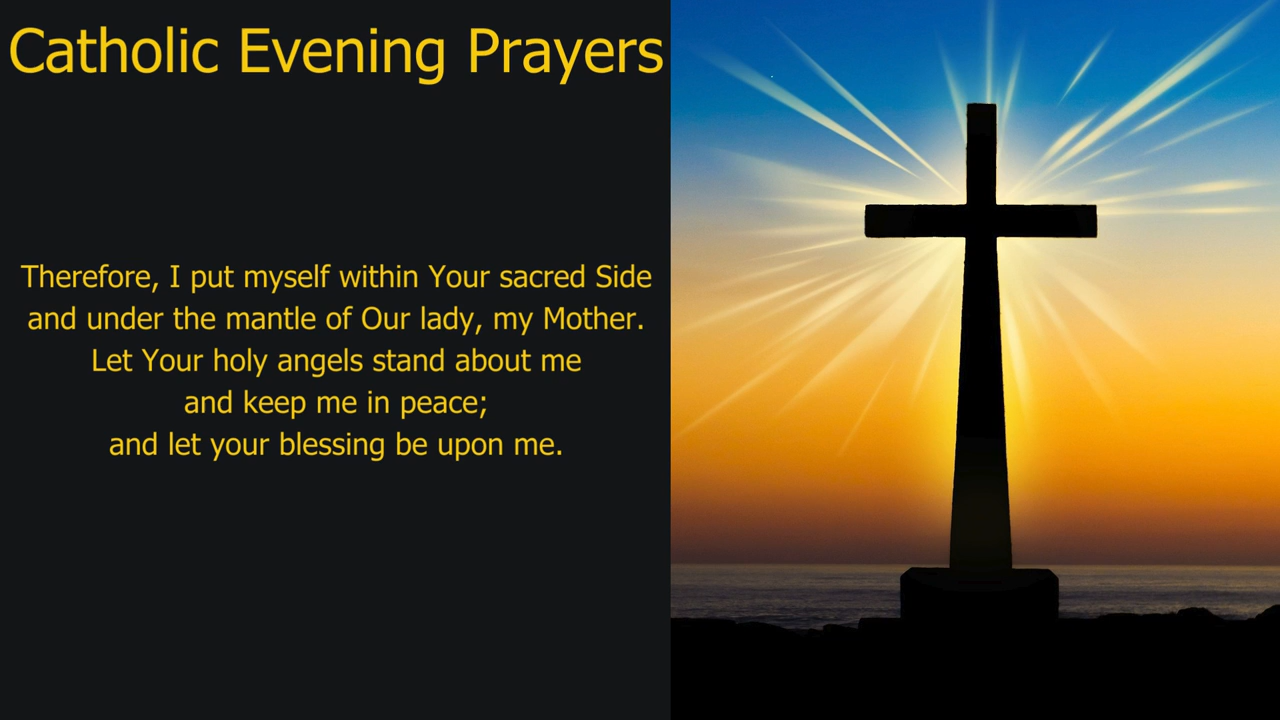 Catholic Evening Prayers
Therefore, I put myself within Your sacred Side
and under the mantle of Our lady, my Mother.
Let Your holy angels stand about me
and keep me in peace;
and let your blessing be upon me.